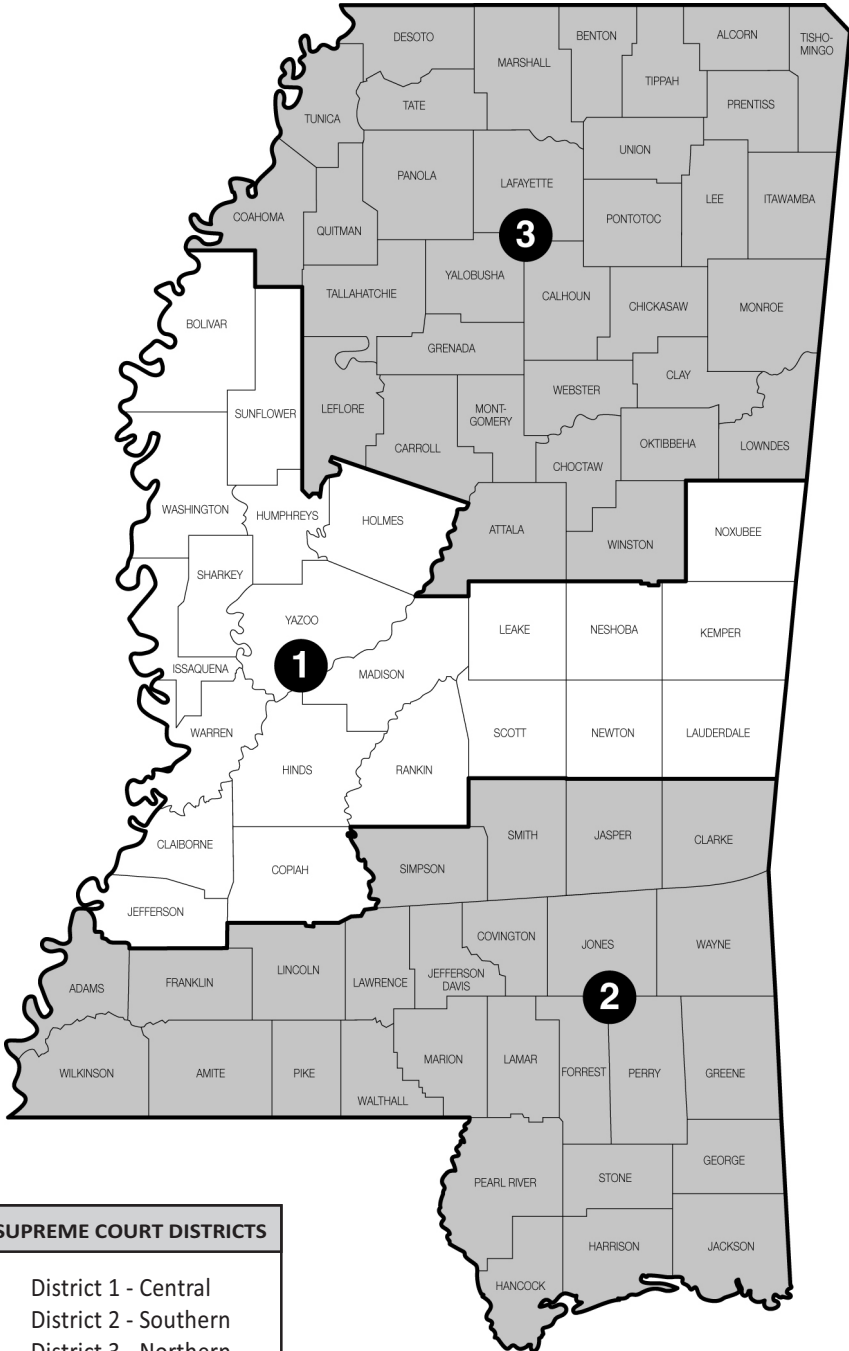 DESOTO
BENTON
ALCORN
TISHO-
MINGO
MARSHALL
TIPPAH
TATE
PRENTISS
TUNICA
UNION
PANOLA
LAFAYETTE
LEE
ITAWAMBA
COAHOMA
QUITMAN
PONTOTOC
3
YALOBUSHA
TALLAHATCHIE
CALHOUN
CHICKASAW
MONROE
BOLIVAR
GRENADA
CLAY
WEBSTER
SUNFLOWER
LEFLORE
MONT-
GOMERY
OKTIBBEHA
LOWNDES
CARROLL
CHOCTAW
WASHINGTON
HUMPHREYS
HOLMES
ATTALA
NOXUBEE
WINSTON
SHARKEY
YAZOO
LEAKE
NESHOBA
KEMPER
1
ISSAQUENA
MADISON
WARREN
SCOTT
NEWTON
LAUDERDALE
HINDS
RANKIN
CLAIBORNE
SMITH
JASPER
CLARKE
COPIAH
SIMPSON
JEFFERSON
COVINGTON
JONES
WAYNE
LINCOLN
ADAMS
FRANKLIN
LAWRENCE
JEFFERSON
DAVIS
2
WILKINSON
AMITE
PIKE
MARION
LAMAR
FORREST
PERRY
GREENE
WALTHALL
GEORGE
PEARL RIVER
STONE
HARRISON
JACKSON
HANCOCK
SUPREME COURT DISTRICTS
District 1 - Central
District 2 - Southern
District 3 - Northern